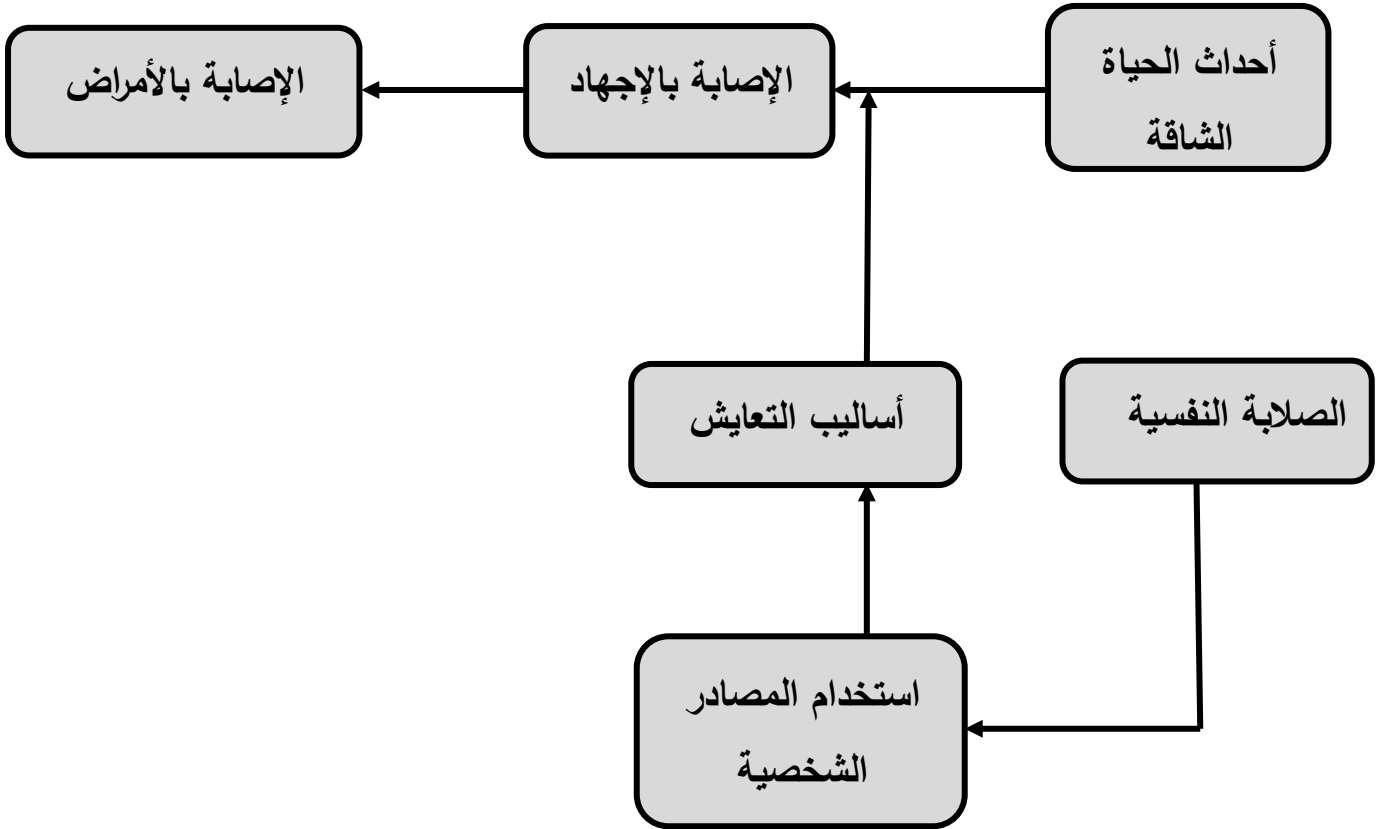 أحداث الحياة
الشاقة
الإصابة بالإجهاد
الإصابة بالأمراض
الصلابة النفسية
أساليب التعايش
استخدام المصادر
الشخصية